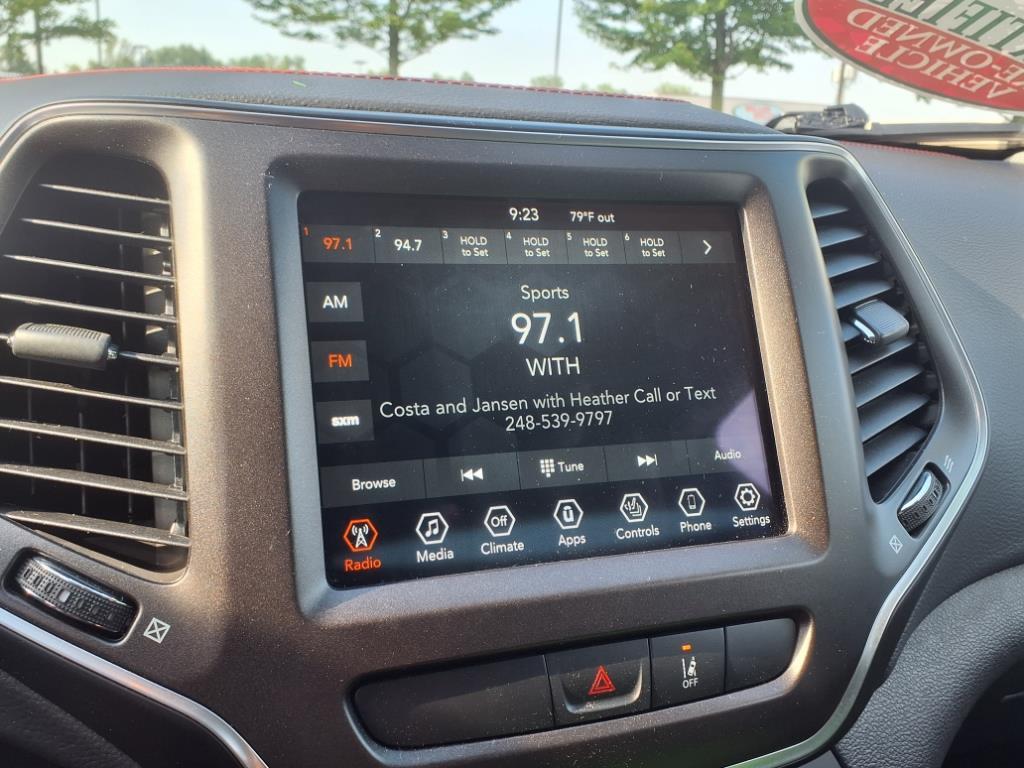 E-OWNED
VEHICLE
9:23 79°F out
1 97.1 2 94.7 3 HOLD to Set 4 HOLD to Set 5 HOLD to Set 6 HOLD to Set >
AM
Sports
97.1
FM
WITH
sxm
Costa and Jansen with Heather Call or Text
248-539-9797
Browse Tune Audio
Off
Radio Media Climate Apps Controls Phone Settings
OFF